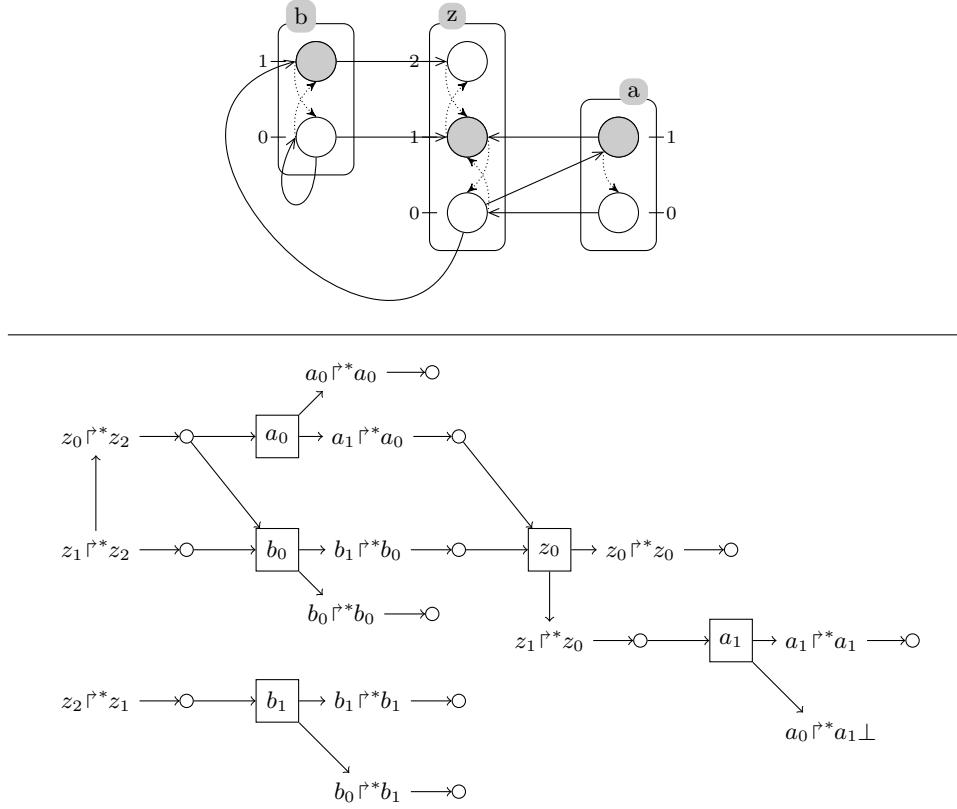 b z
a
1 2
0 1 1
0 0
a₀ ↱* a₀
z₀ ↱* z₂ a₀ a₁ ↱* a₀
z₁ ↱* z₂ b₀ b₁ ↱* b₀ z₀ z₀ ↱* z₀
b₀ ↱* b₀
z₁ ↱* z₀ a₁ a₁ ↱* a₁
z₂ ↱* z₁ b₁ b₁ ↱* b₁
a₀ ↱* a₁ ⊥
b₀ ↱* b₁